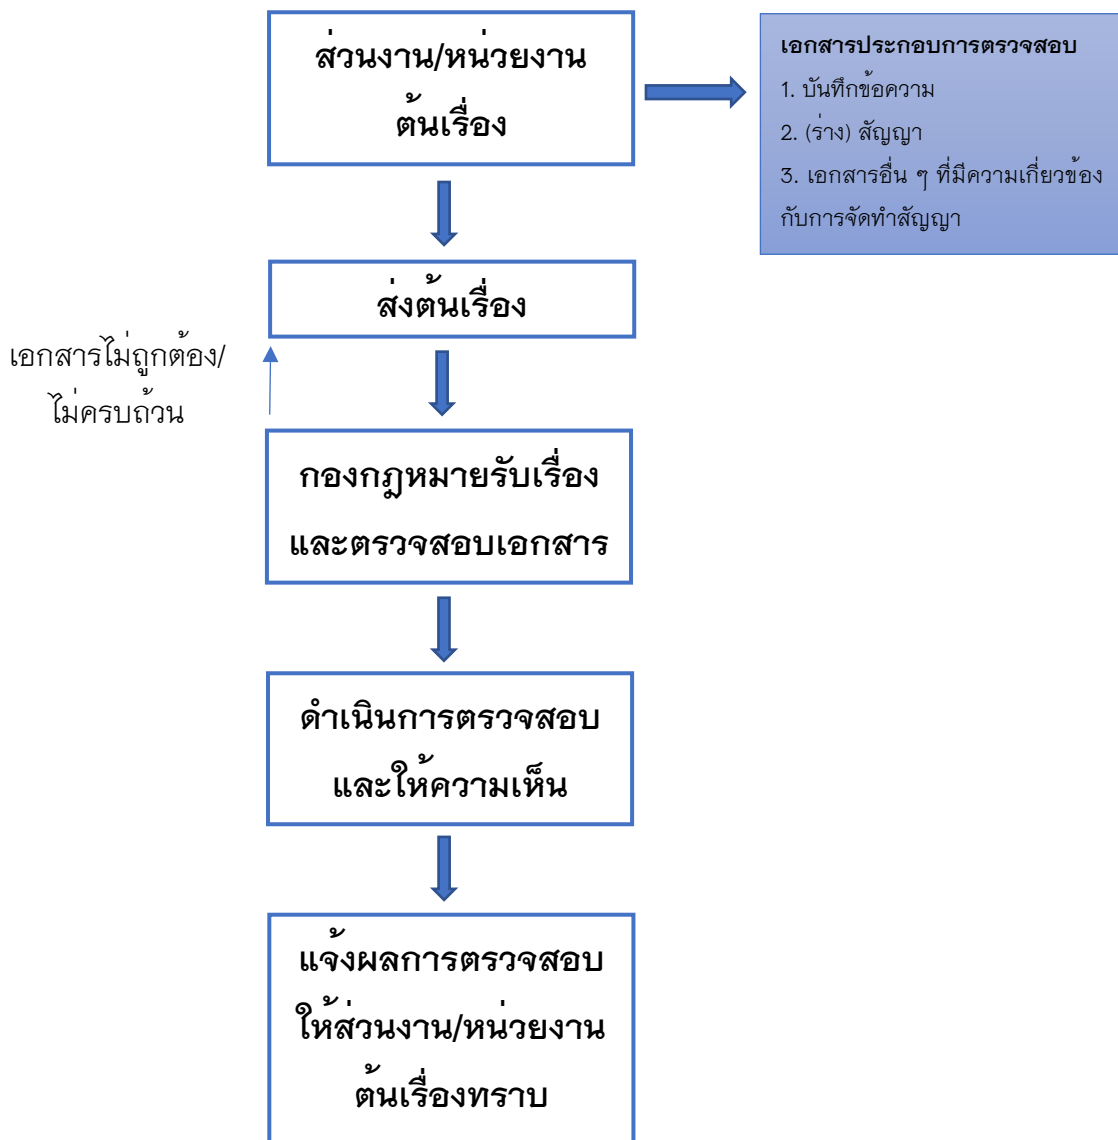 ส่วนงาน/หน่วยงาน
ต้นเรื่อง
เอกสารประกอบการตรวจสอบ
1. บันทึกข้อความ
2. (ร่าง) สัญญา
3. เอกสารอื่น ๆ ที่มีความเกี่ยวข้อง
กับการจัดทำสัญญา
ส่งต้นเรื่อง
เอกสารไม่ถูกต้อง/
ไม่ครบถ้วน
กองกฎหมายรับเรื่อง
และตรวจสอบเอกสาร
ดำเนินการตรวจสอบ
และให้ความเห็น
แจ้งผลการตรวจสอบ
ให้ส่วนงาน/หน่วยงาน
ต้นเรื่องทราบ